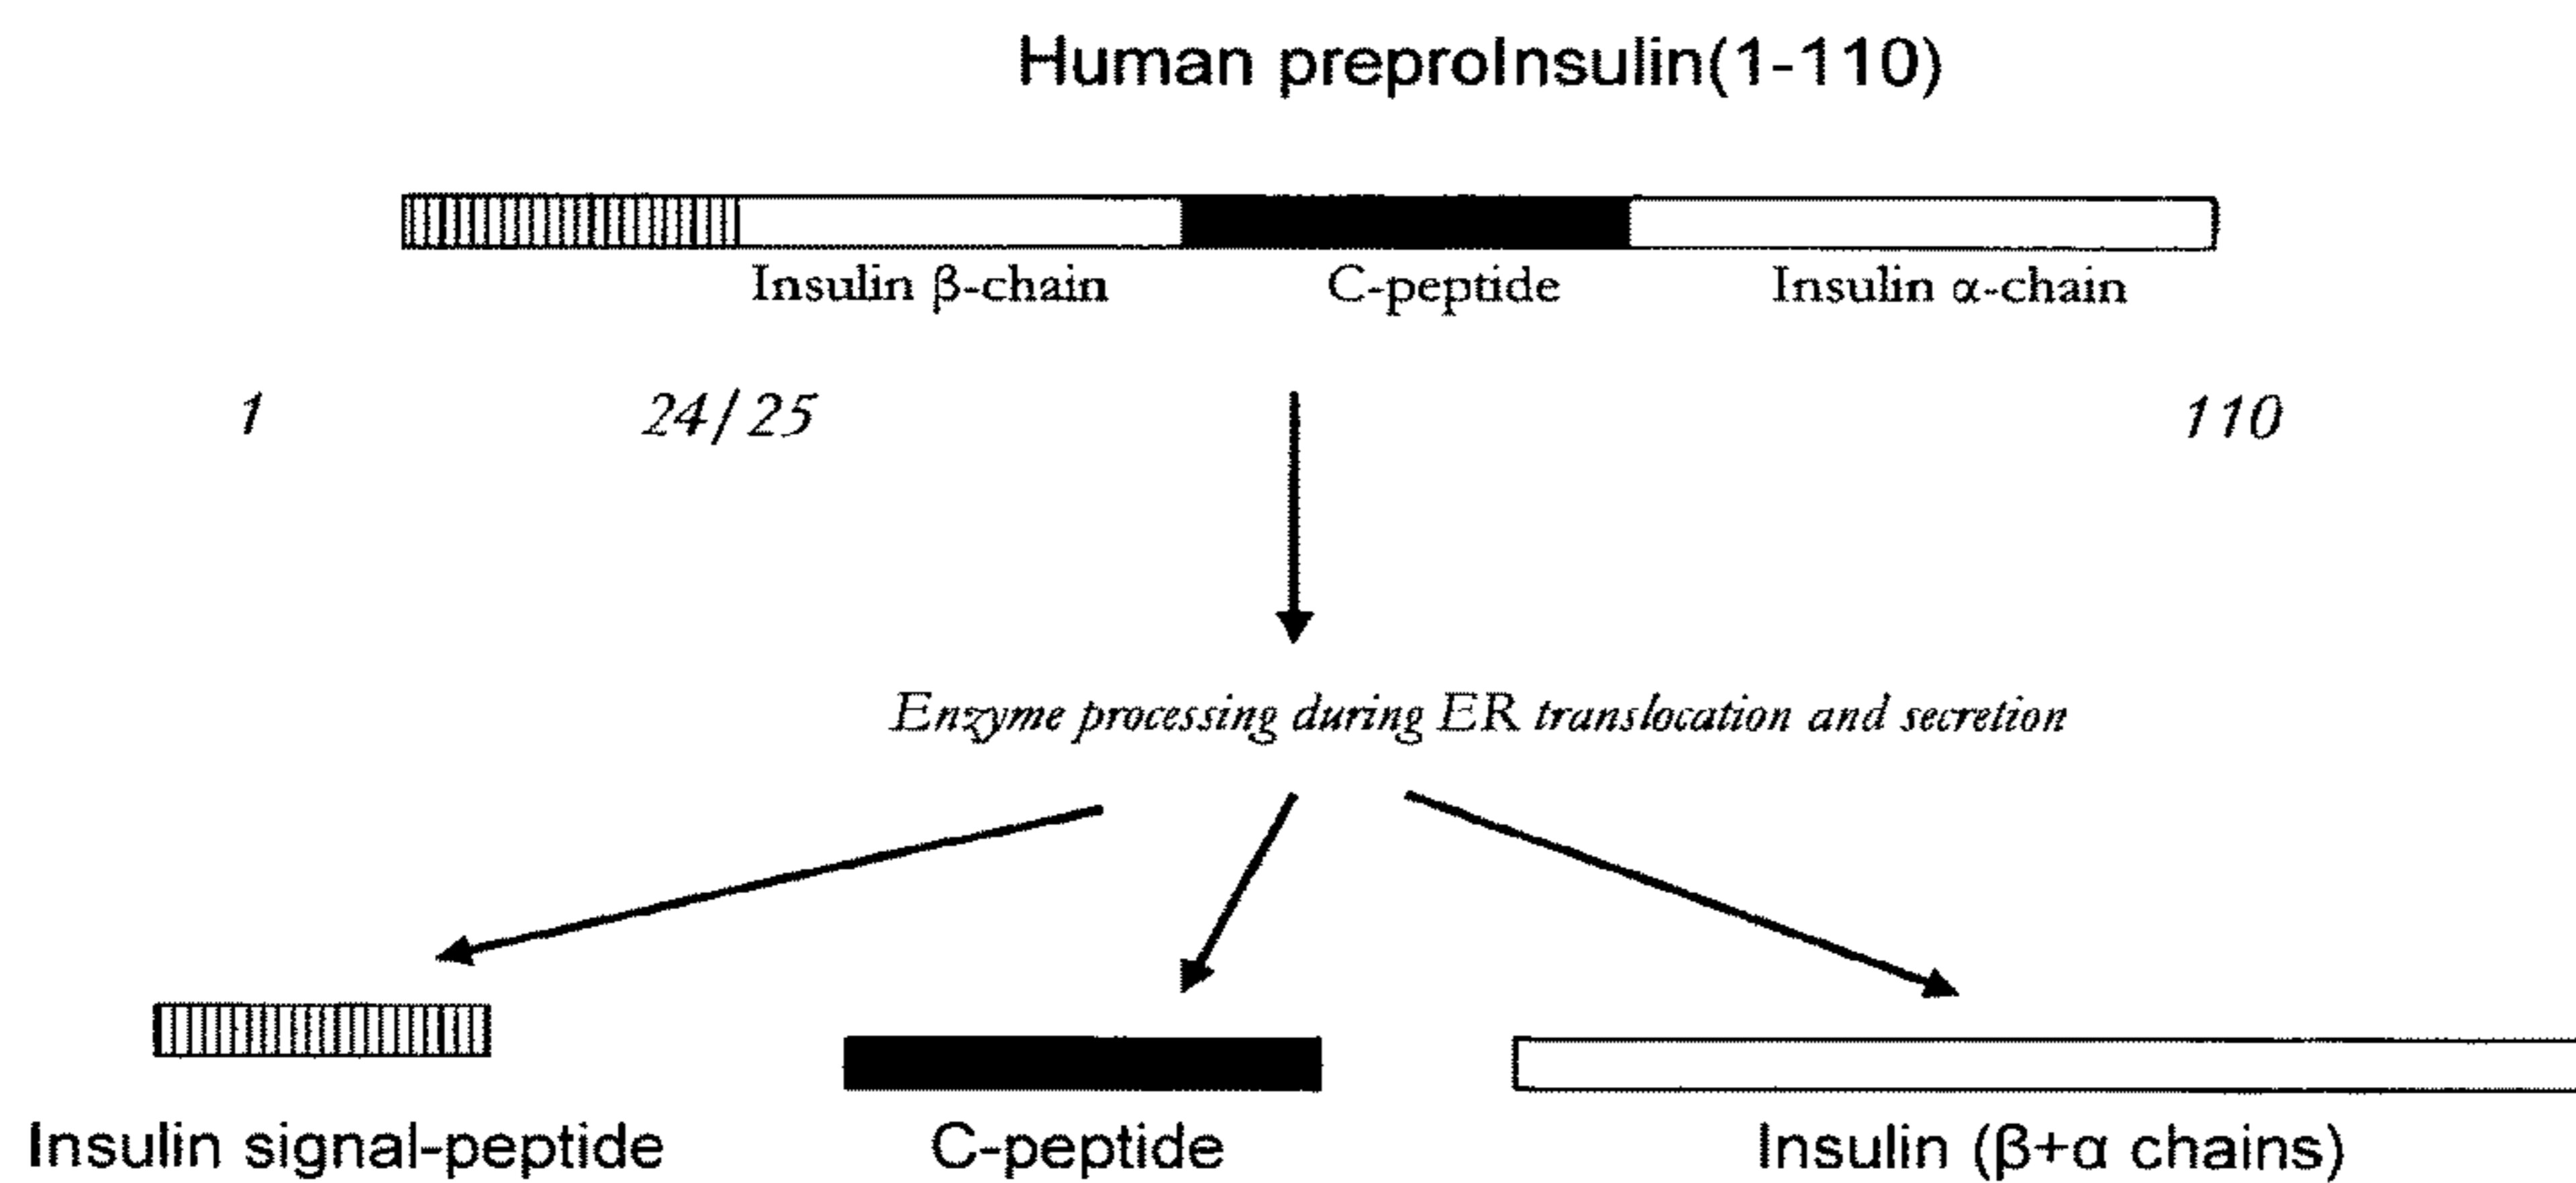 Human preproInsulin(1-110)
Insulin β-chain C-peptide Insulin α-chain
1 24/25 110
Enzyme processing during ER translocation and secretion
Insulin signal-peptide C-peptide Insulin (β+α chains)